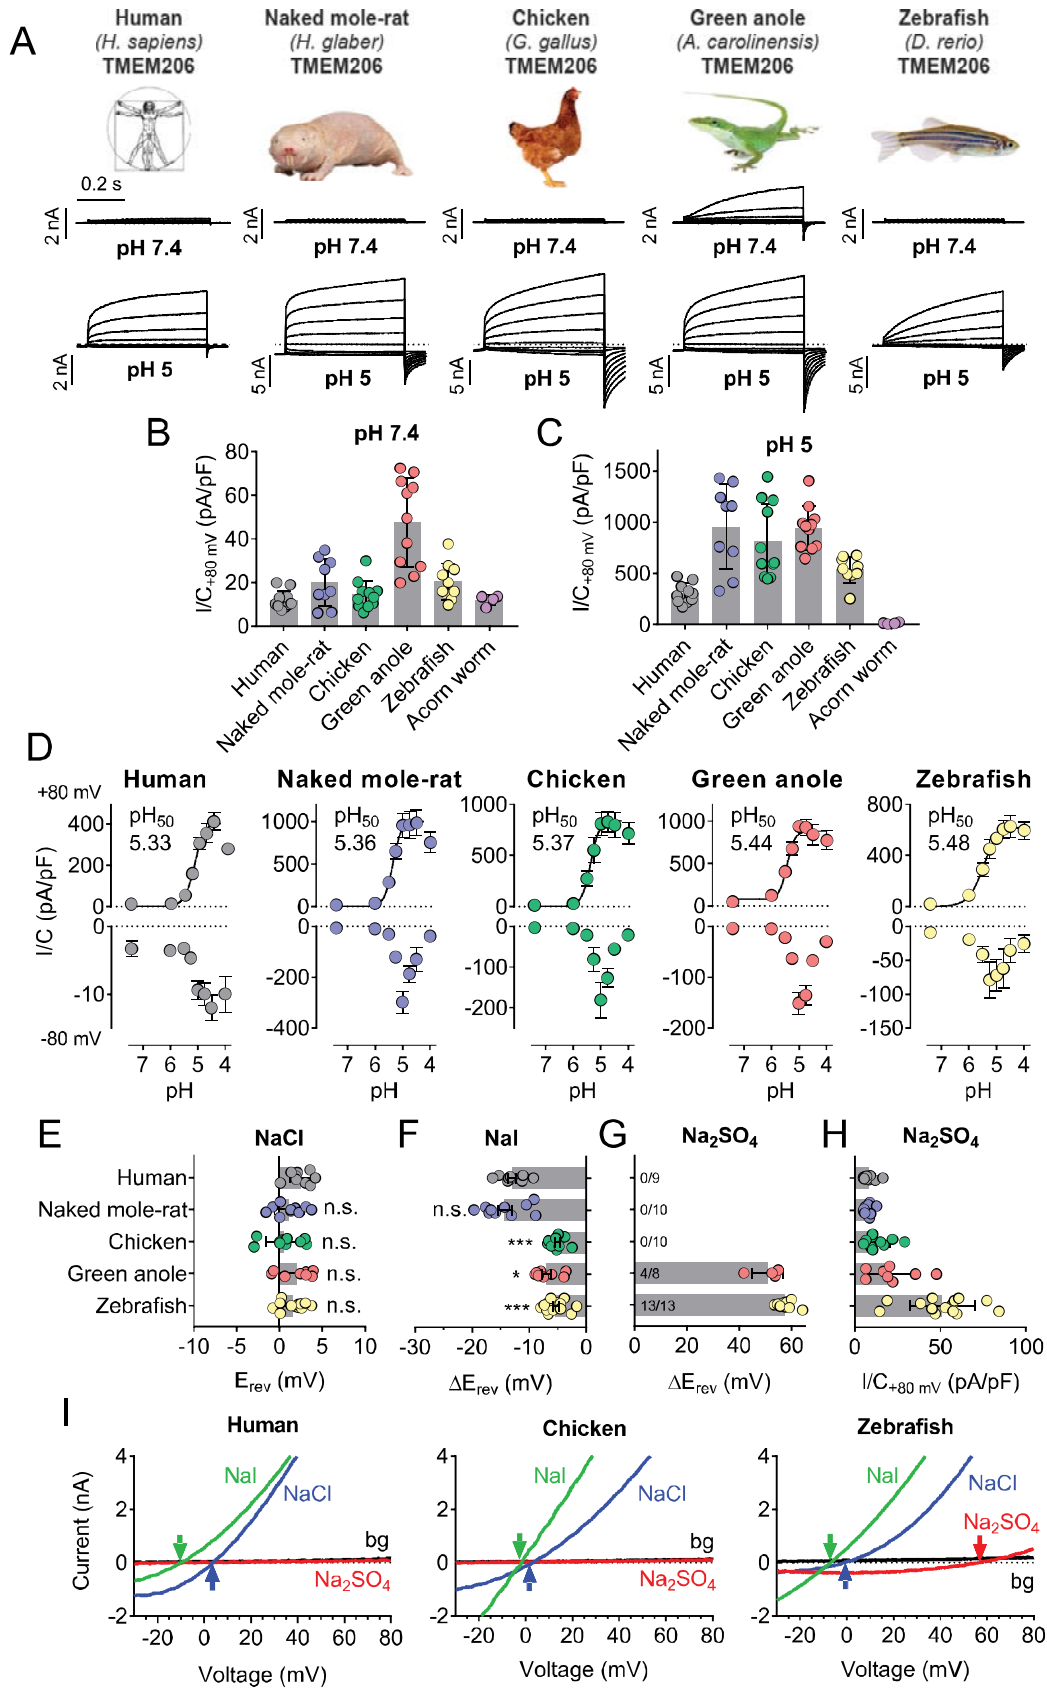 A
Human
(H. sapiens)
TMEM206
Naked mole-rat
(H. glaber)
TMEM206
Chicken
(G. gallus)
TMEM206
Green anole
(A. carolinensis)
TMEM206
Zebrafish
(D. rerio)
TMEM206
0.2 s
2 nA
pH 7.4
2 nA
pH 7.4
2 nA
pH 7.4
2 nA
pH 7.4
2 nA
pH 7.4
2 nA
pH 5
5 nA
pH 5
5 nA
pH 5
5 nA
pH 5
5 nA
pH 5
B
pH 7.4
I/C+80 mV (pA/pF)
80
60
40
20
0
Human
Naked mole-rat
Chicken
Green anole
Zebrafish
Acorn worm
C
pH 5
I/C+80 mV (pA/pF)
1500
1000
500
0
Human
Naked mole-rat
Chicken
Green anole
Zebrafish
Acorn worm
D
+80 mV
I/C (pA/pF)
-80 mV
Human
pH50
5.33
400
200
0
0
-10
7 6 5 4
pH
Naked mole-rat
pH50
5.36
1000
500
0
0
-200
-400
7 6 5 4
pH
Chicken
pH50
5.37
1000
500
0
0
-100
-200
7 6 5 4
pH
Green anole
pH50
5.44
1000
500
0
0
-100
-200
7 6 5 4
pH
Zebrafish
pH50
5.48
800
400
0
0
-50
-100
-150
7 6 5 4
pH
E
NaCl
Human
Naked mole-rat
n.s.
Chicken
n.s.
Green anole
n.s.
Zebrafish
n.s.
-10 -5 0 5 10
Erev (mV)
F
NaI
n.s.
***
*
***
-30 -20 -10 0
ΔErev (mV)
G
Na2SO4
0/9
0/10
0/10
4/8
13/13
0 20 40 60
ΔErev (mV)
H
Na2SO4
0 50 100
I/C+80 mV (pA/pF)
I
Human
Current (nA)
4
2
0
-2
NaI
NaCl
bg
Na2SO4
-20 0 20 40 60 80
Voltage (mV)
Chicken
4
2
0
-2
NaI
NaCl
bg
Na2SO4
-20 0 20 40 60 80
Voltage (mV)
Zebrafish
4
2
0
-2
NaI
NaCl
Na2SO4
bg
-20 0 20 40 60 80
Voltage (mV)